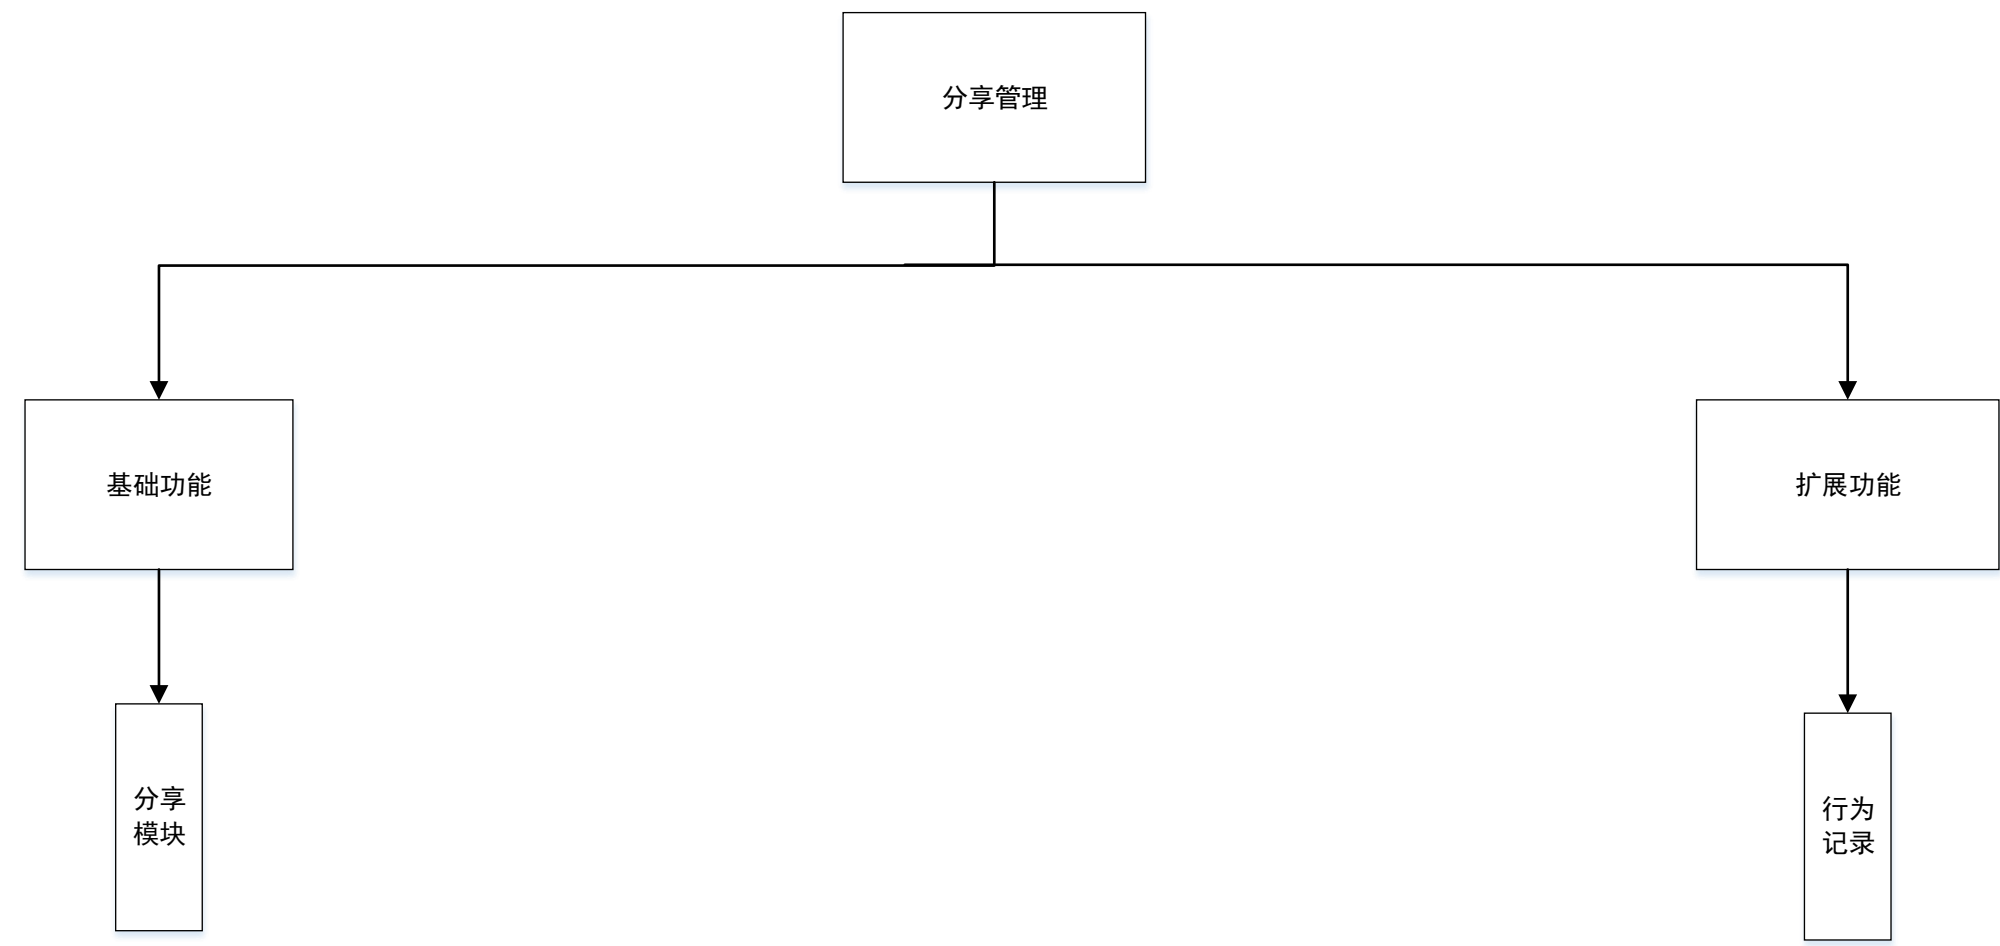 分享管理
基础功能
扩展功能
分享
模块
行为
记录